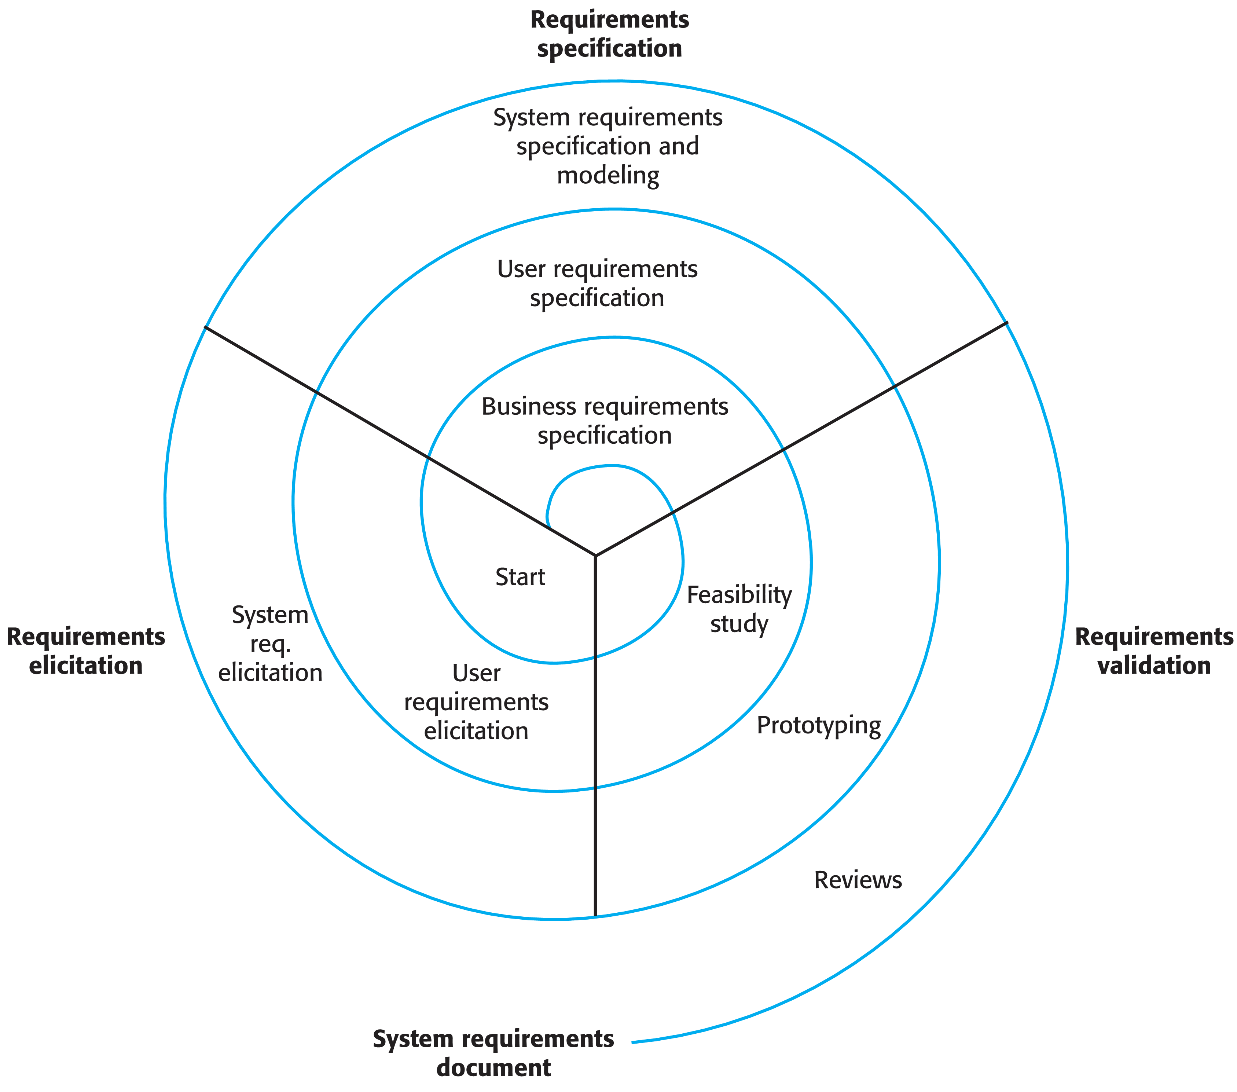 Requirements
specification
System requirements
specification and
modeling
User requirements
specification
Business requirements
specification
Start
Feasibility
study
System
req.
elicitation
Requirements
elicitation
Requirements
validation
User
requirements
elicitation
Prototyping
Reviews
System requirements
document